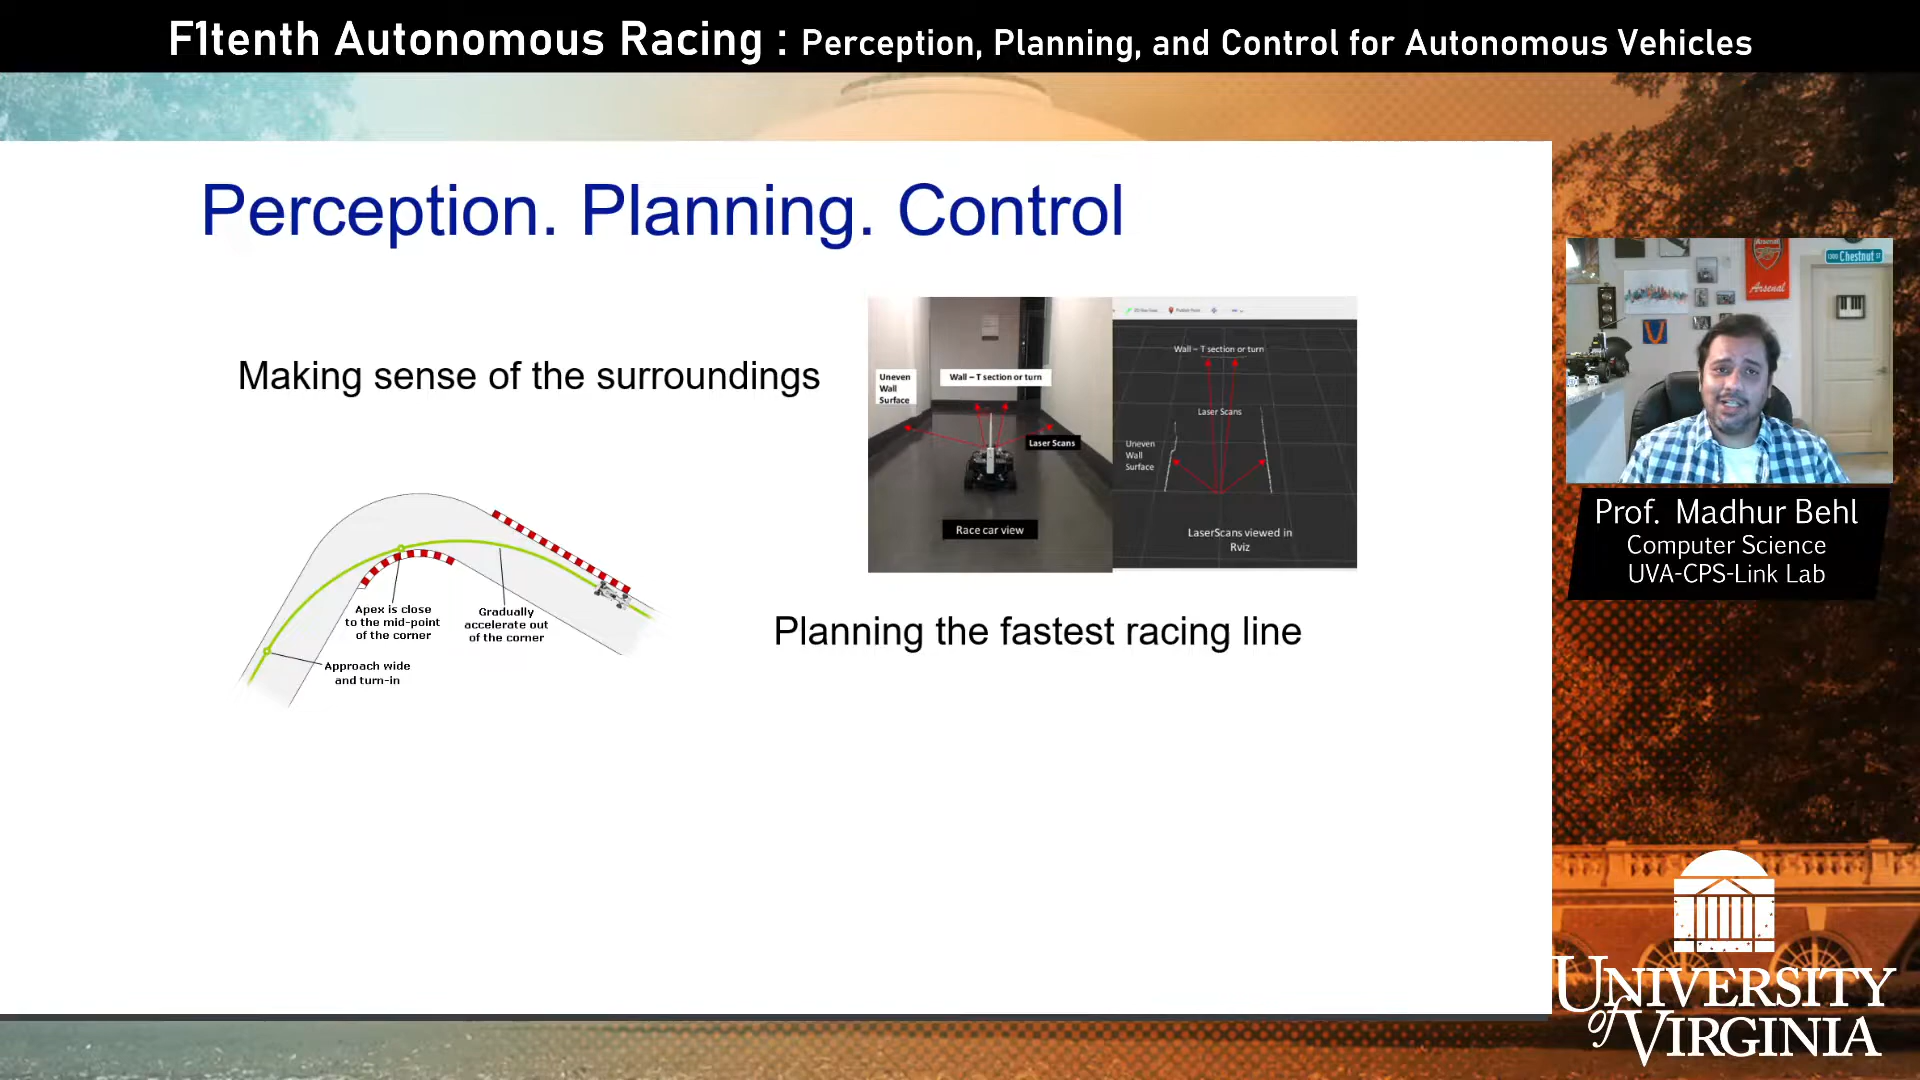 F1tenth Autonomous Racing : Perception, Planning, and Control for Autonomous Vehicles
Perception. Planning. Control
Making sense of the surroundings
Uneven
Wall
Surface
Wall – T section or turn
Laser Scans
Race car view
Wall – T section or turn
Laser Scans
Uneven
Wall
Surface
LaserScans viewed in
Rviz
Apex is close
to the mid-point
of the corner
Gradually
accelerate out
of the corner
Approach wide
and turn-in
Planning the fastest racing line
Arsenal
Chestnut
Arsenal
Prof. Madhur Behl
Computer Science
UVA-CPS-Link Lab
UNIVERSITY
of VIRGINIA